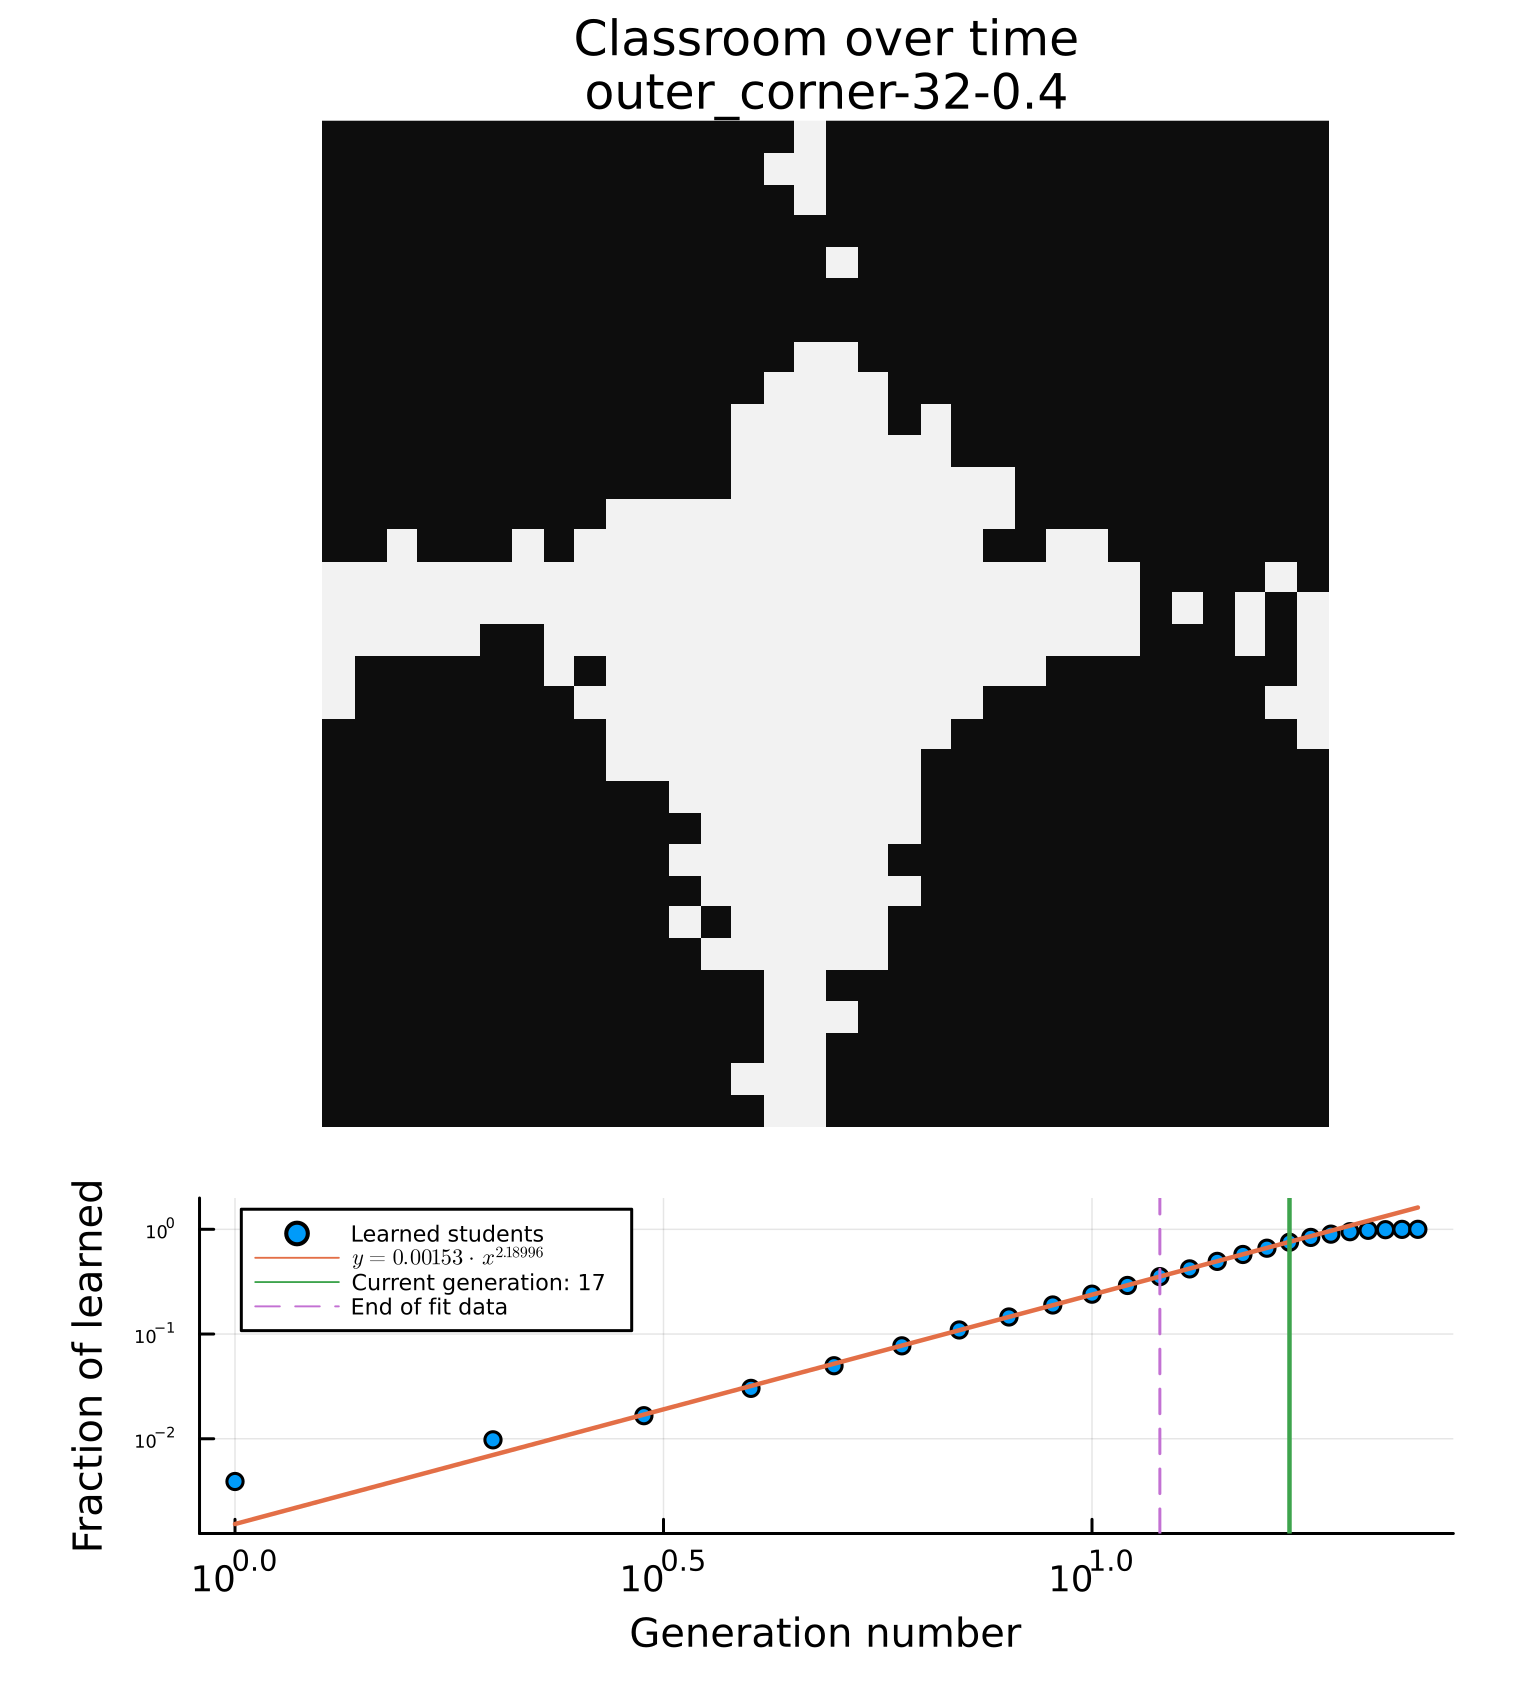 Classroom over time
outer_corner-32-0.4
Fraction of learned
10⁰
10⁻¹
10⁻²
Learned students
y = 0.00153 · x^2.18996
Current generation: 17
End of fit data
10^0.0
10^0.5
10^1.0
Generation number